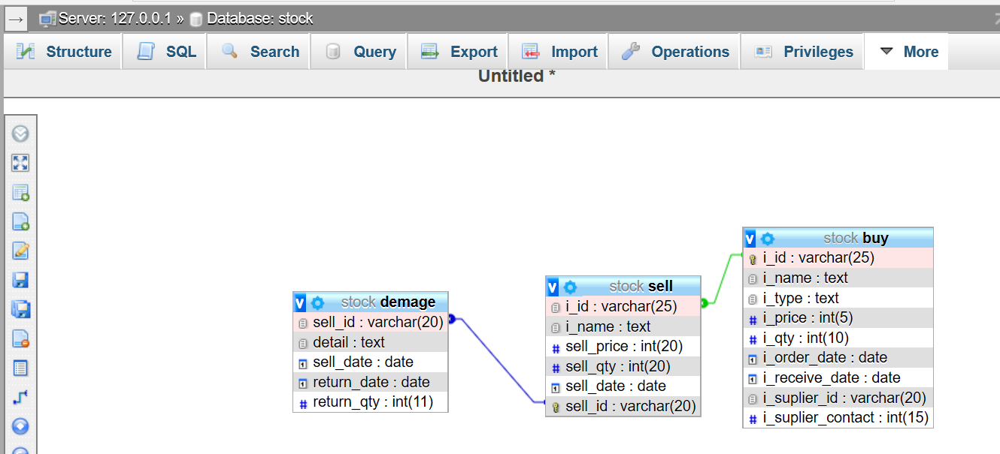 → Server: 127.0.0.1 » Database: stock
Structure SQL Search Query Export Import Operations Privileges More
Untitled *
v stock demage
sell_id : varchar(20)
detail : text
sell_date : date
return_date : date
# return_qty : int(11)
v stock sell
i_id : varchar(25)
i_name : text
# sell_price : int(20)
# sell_qty : int(20)
sell_date : date
sell_id : varchar(20)
v stock buy
i_id : varchar(25)
i_name : text
i_type : text
# i_price : int(5)
# i_qty : int(10)
i_order_date : date
i_receive_date : date
i_suplier_id : varchar(20)
# i_suplier_contact : int(15)